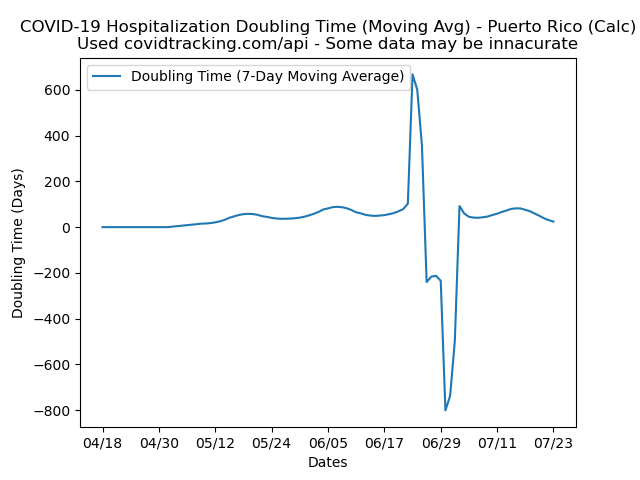 COVID-19 Hospitalization Doubling Time (Moving Avg) - Puerto Rico (Calc)
Used covidtracking.com/api - Some data may be innacurate
Doubling Time (7-Day Moving Average)
600
400
200
0
−200
−400
−600
−800
Doubling Time (Days)
04/18 04/30 05/12 05/24 06/05 06/17 06/29 07/11 07/23
Dates